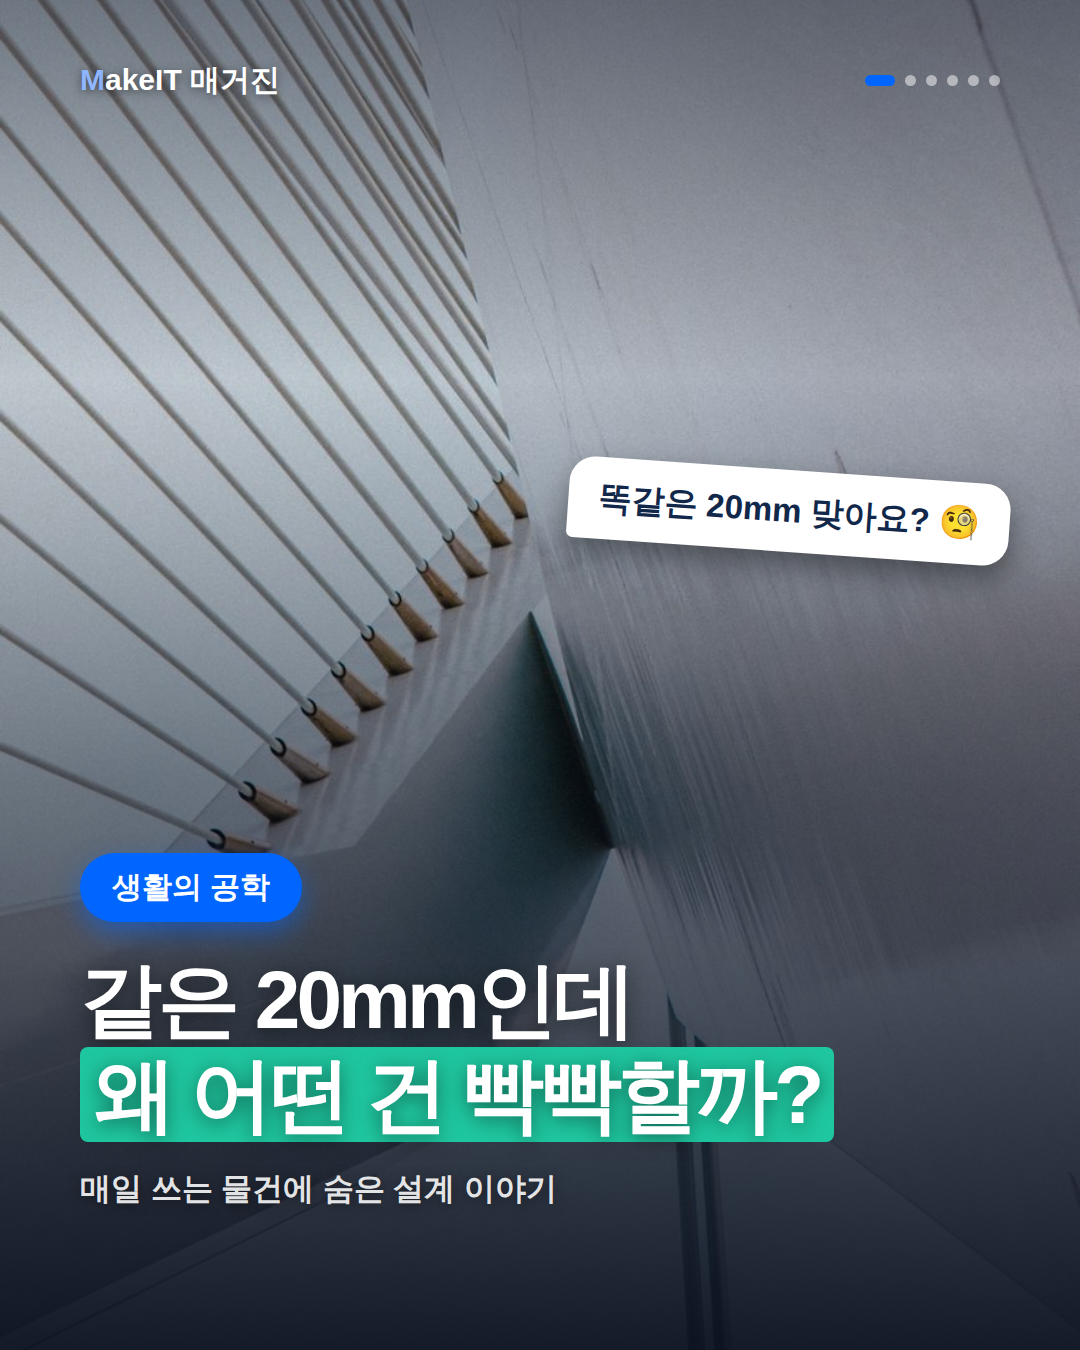 MakeIT 매거진
똑같은 20mm 맞아요? 🧐
생활의 공학
같은 20mm인데
왜 어떤 건 빡빡할까?
매일 쓰는 물건에 숨은 설계 이야기